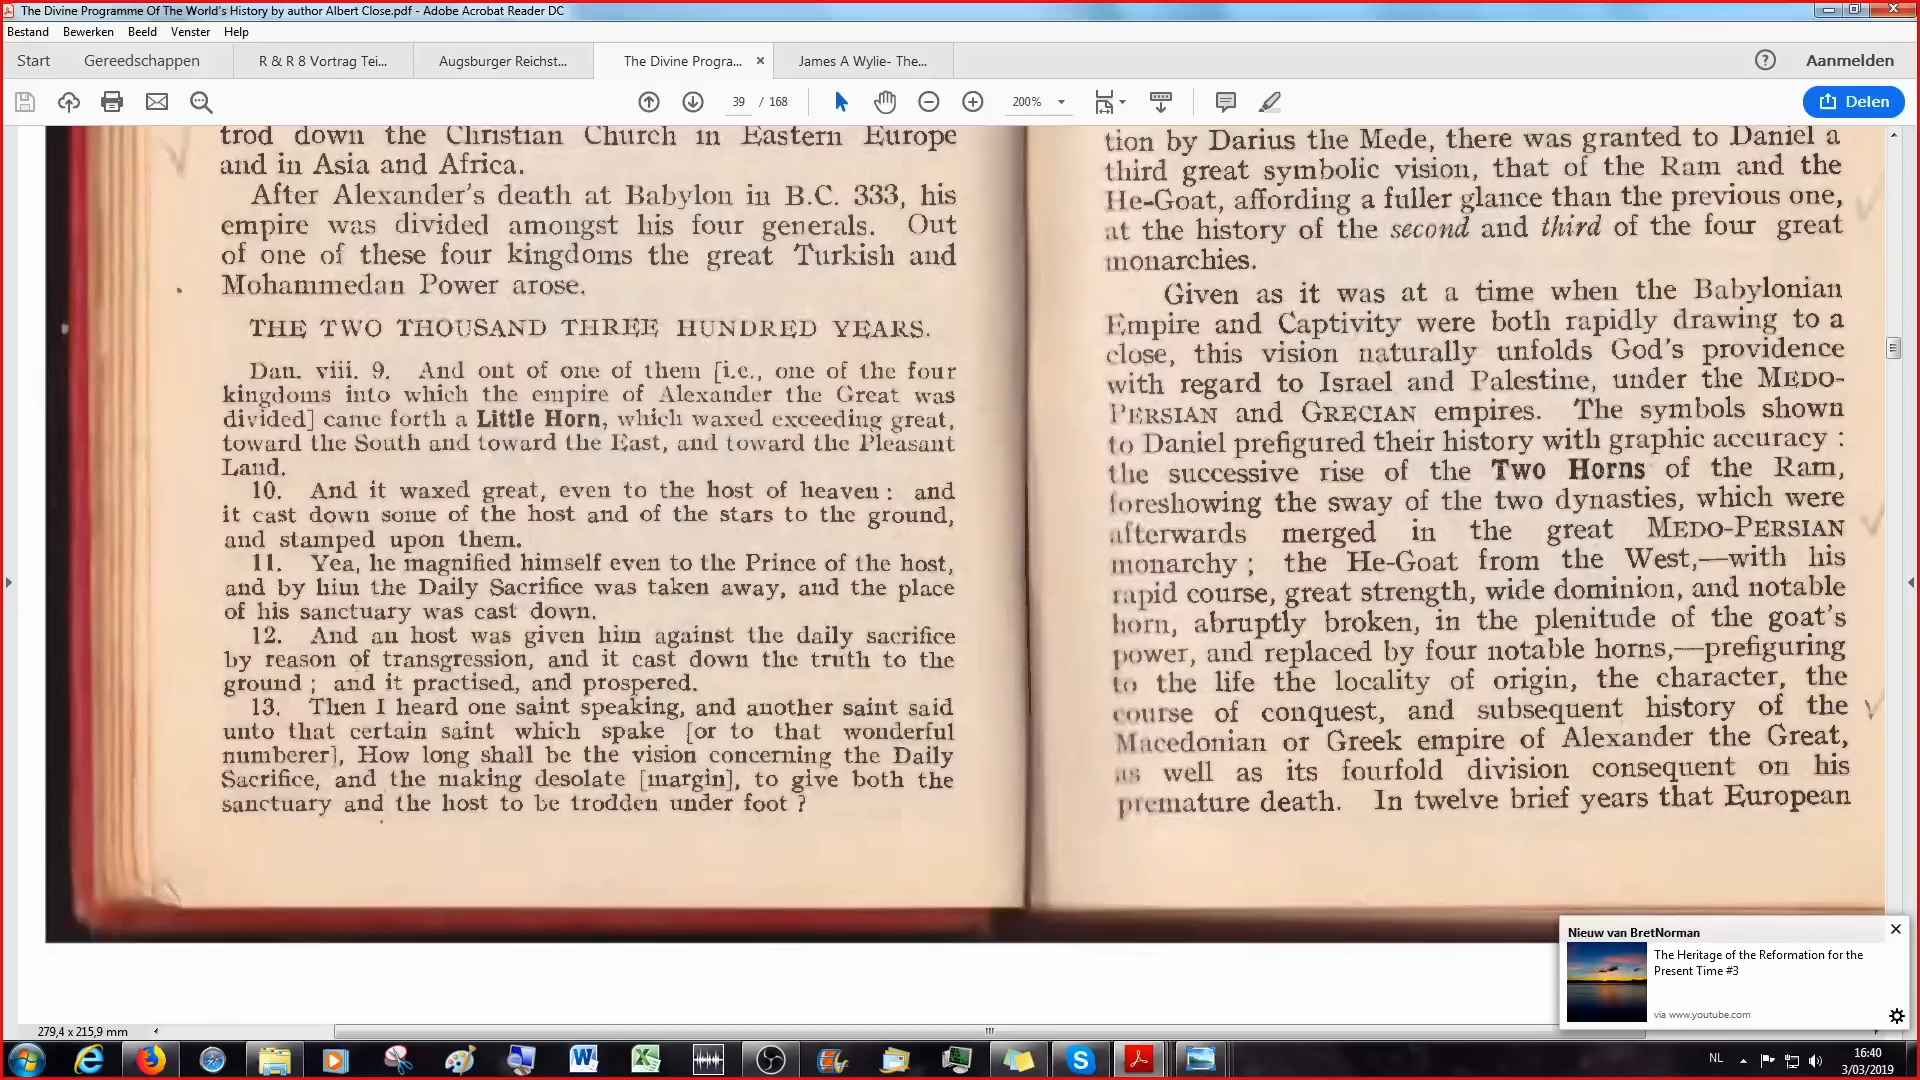 The Divine Programme Of The World's History by author Albert Close.pdf - Adobe Acrobat Reader DC
Bestand Bewerken Beeld Venster Help
Start Gereedschappen R & R 8 Vortrag Tei... Augsburger Reichst... The Divine Progra... James A Wylie- The... Aanmelden
39 / 168 200% Delen
trod down the Christian Church in Eastern Europe
and in Asia and Africa.
After Alexander's death at Babylon in B.C. 333, his
empire was divided amongst his four generals. Out
of one of these four kingdoms the great Turkish and
Mohammedan Power arose.
THE TWO THOUSAND THREE HUNDRED YEARS.
Dan. viii. 9. And out of one of them [i.e., one of the four
kingdoms into which the empire of Alexander the Great was
divided] came forth a Little Horn, which waxed exceeding great,
toward the South and toward the East, and toward the Pleasant
Land.
10. And it waxed great, even to the host of heaven : and
it cast down some of the host and of the stars to the ground,
and stamped upon them.
11. Yea, he magnified himself even to the Prince of the host,
and by him the Daily Sacrifice was taken away, and the place
of his sanctuary was cast down.
12. And an host was given him against the daily sacrifice
by reason of transgression, and it cast down the truth to the
ground ; and it practised, and prospered.
13. Then I heard one saint speaking, and another saint said
unto that certain saint which spake [or to that wonderful
numberer], How long shall be the vision concerning the Daily
Sacrifice, and the making desolate [margin], to give both the
sanctuary and the host to be trodden under foot ?
tion by Darius the Mede, there was granted to Daniel a
third great symbolic vision, that of the Ram and the
He-Goat, affording a fuller glance than the previous one,
at the history of the second and third of the four great
monarchies.
Given as it was at a time when the Babylonian
Empire and Captivity were both rapidly drawing to a
close, this vision naturally unfolds God's providence
with regard to Israel and Palestine, under the MEDO-
PERSIAN and GRECIAN empires. The symbols shown
to Daniel prefigured their history with graphic accuracy :
the successive rise of the Two Horns of the Ram,
foreshowing the sway of the two dynasties, which were
afterwards merged in the great MEDO-PERSIAN
monarchy ; the He-Goat from the West,—with his
rapid course, great strength, wide dominion, and notable
horn, abruptly broken, in the plenitude of the goat's
power, and replaced by four notable horns,—prefiguring
to the life the locality of origin, the character, the
course of conquest, and subsequent history of the
Macedonian or Greek empire of Alexander the Great,
as well as its fourfold division consequent on his
premature death. In twelve brief years that European
Nieuw van BretNorman
The Heritage of the Reformation for the
Present Time #3
via www.youtube.com
279,4 x 215,9 mm
NL 16:40
3/03/2019